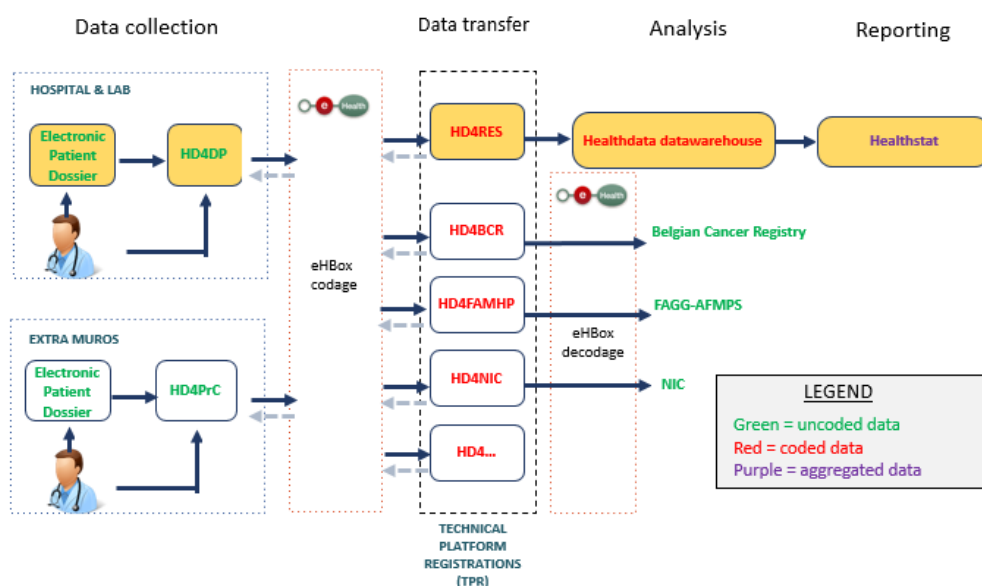 Data collection
Data transfer
Analysis
Reporting
HOSPITAL & LAB
Electronic
Patient
Dossier
HD4DP
e
Health
HD4RES
Healthdata datawarehouse
Healthstat
e
Health
HD4BCR
Belgian Cancer Registry
eHBox
codage
HD4FAMHP
FAGG-AFMPS
EXTRA MUROS
eHBox
decodage
Electronic
Patient
Dossier
HD4PrC
HD4NIC
NIC
HD4...
LEGEND
Green = uncoded data
Red = coded data
Purple = aggregated data
TECHNICAL
PLATFORM
REGISTRATIONS
(TPR)